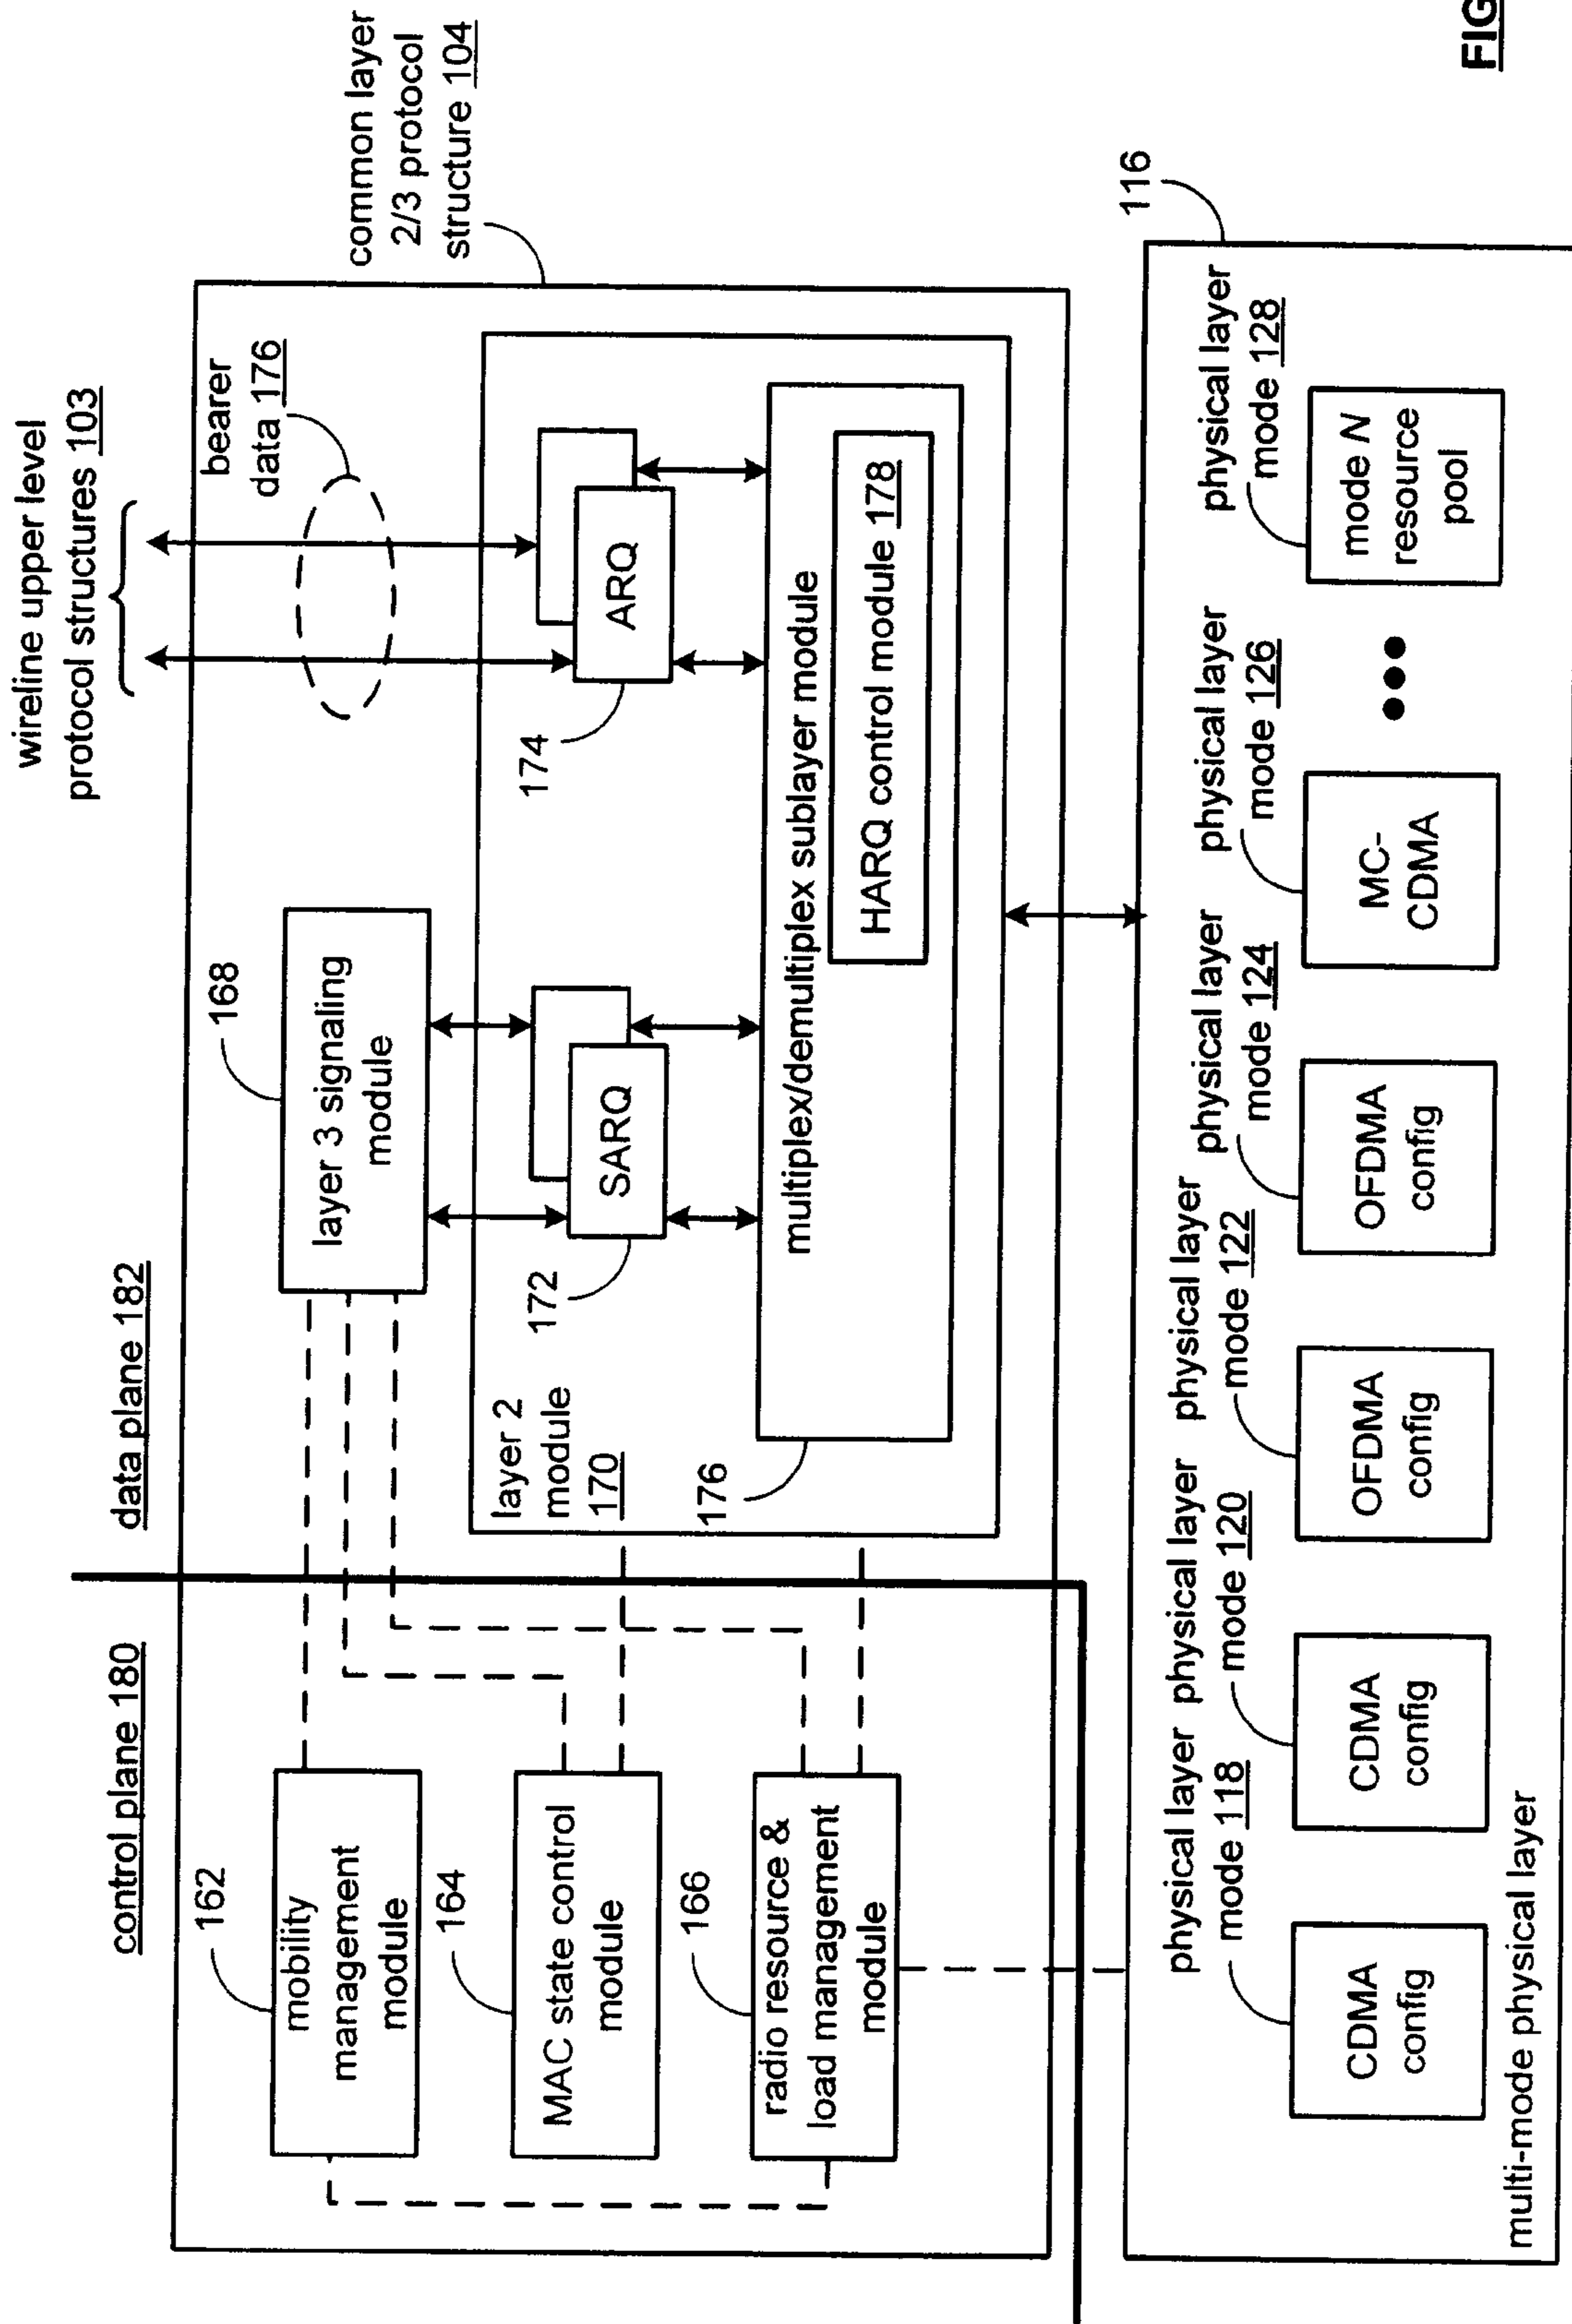 wireline upper level
protocol structures 103
control plane 180
data plane 182
bearer
data 176
common layer
2/3 protocol
structure 104
162
mobility
management
module
168
layer 3 signaling
module
164
MAC state control
module
layer 2
module
170
172
SARQ
174
ARQ
166
radio resource &
load management
module
176
multiplex/demultiplex sublayer module
HARQ control module 178
116
physical layer
mode 118
CDMA
config
physical layer
mode 120
CDMA
config
physical layer
mode 122
OFDMA
config
physical layer
mode 124
OFDMA
config
physical layer
mode 126
MC-
CDMA
physical layer
mode 128
mode N
resource
pool
multi-mode physical layer
FIG